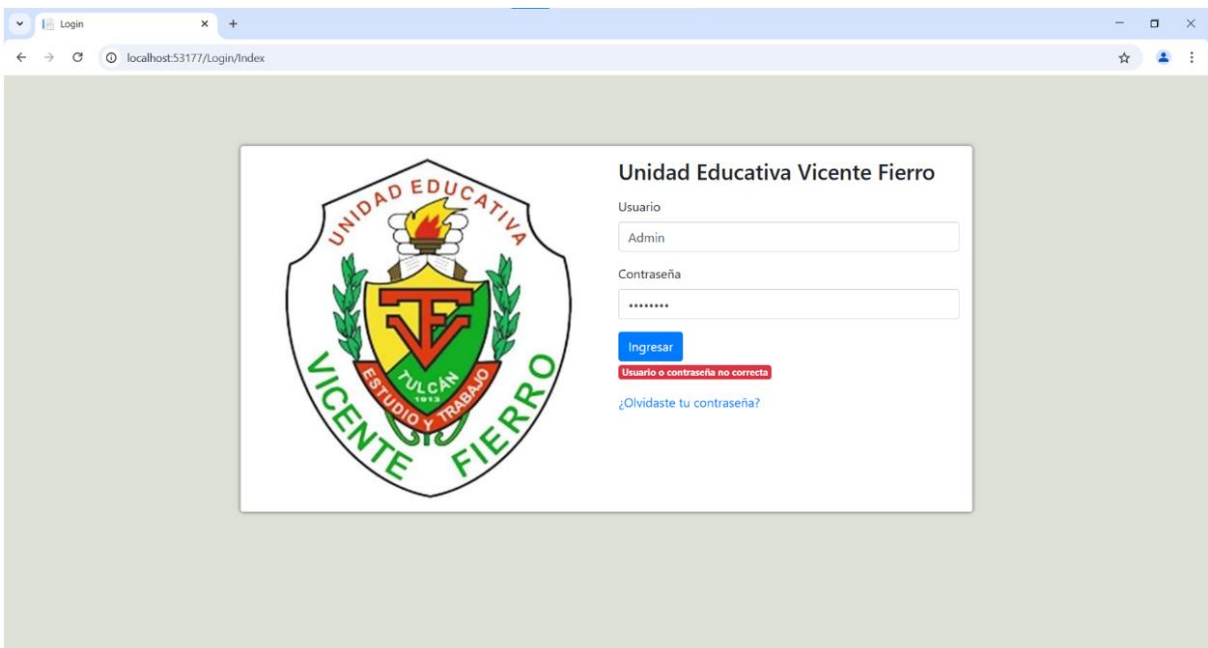 Login
localhost:53177/Login/Index
UNIDAD EDUCATIVA
TULCÁN
1913
ESTUDIO Y TRABAJO
VICENTE FIERRO
Unidad Educativa Vicente Fierro
Usuario
Admin
Contraseña
••••••••
Ingresar
Usuario o contraseña no correcta
¿Olvidaste tu contraseña?